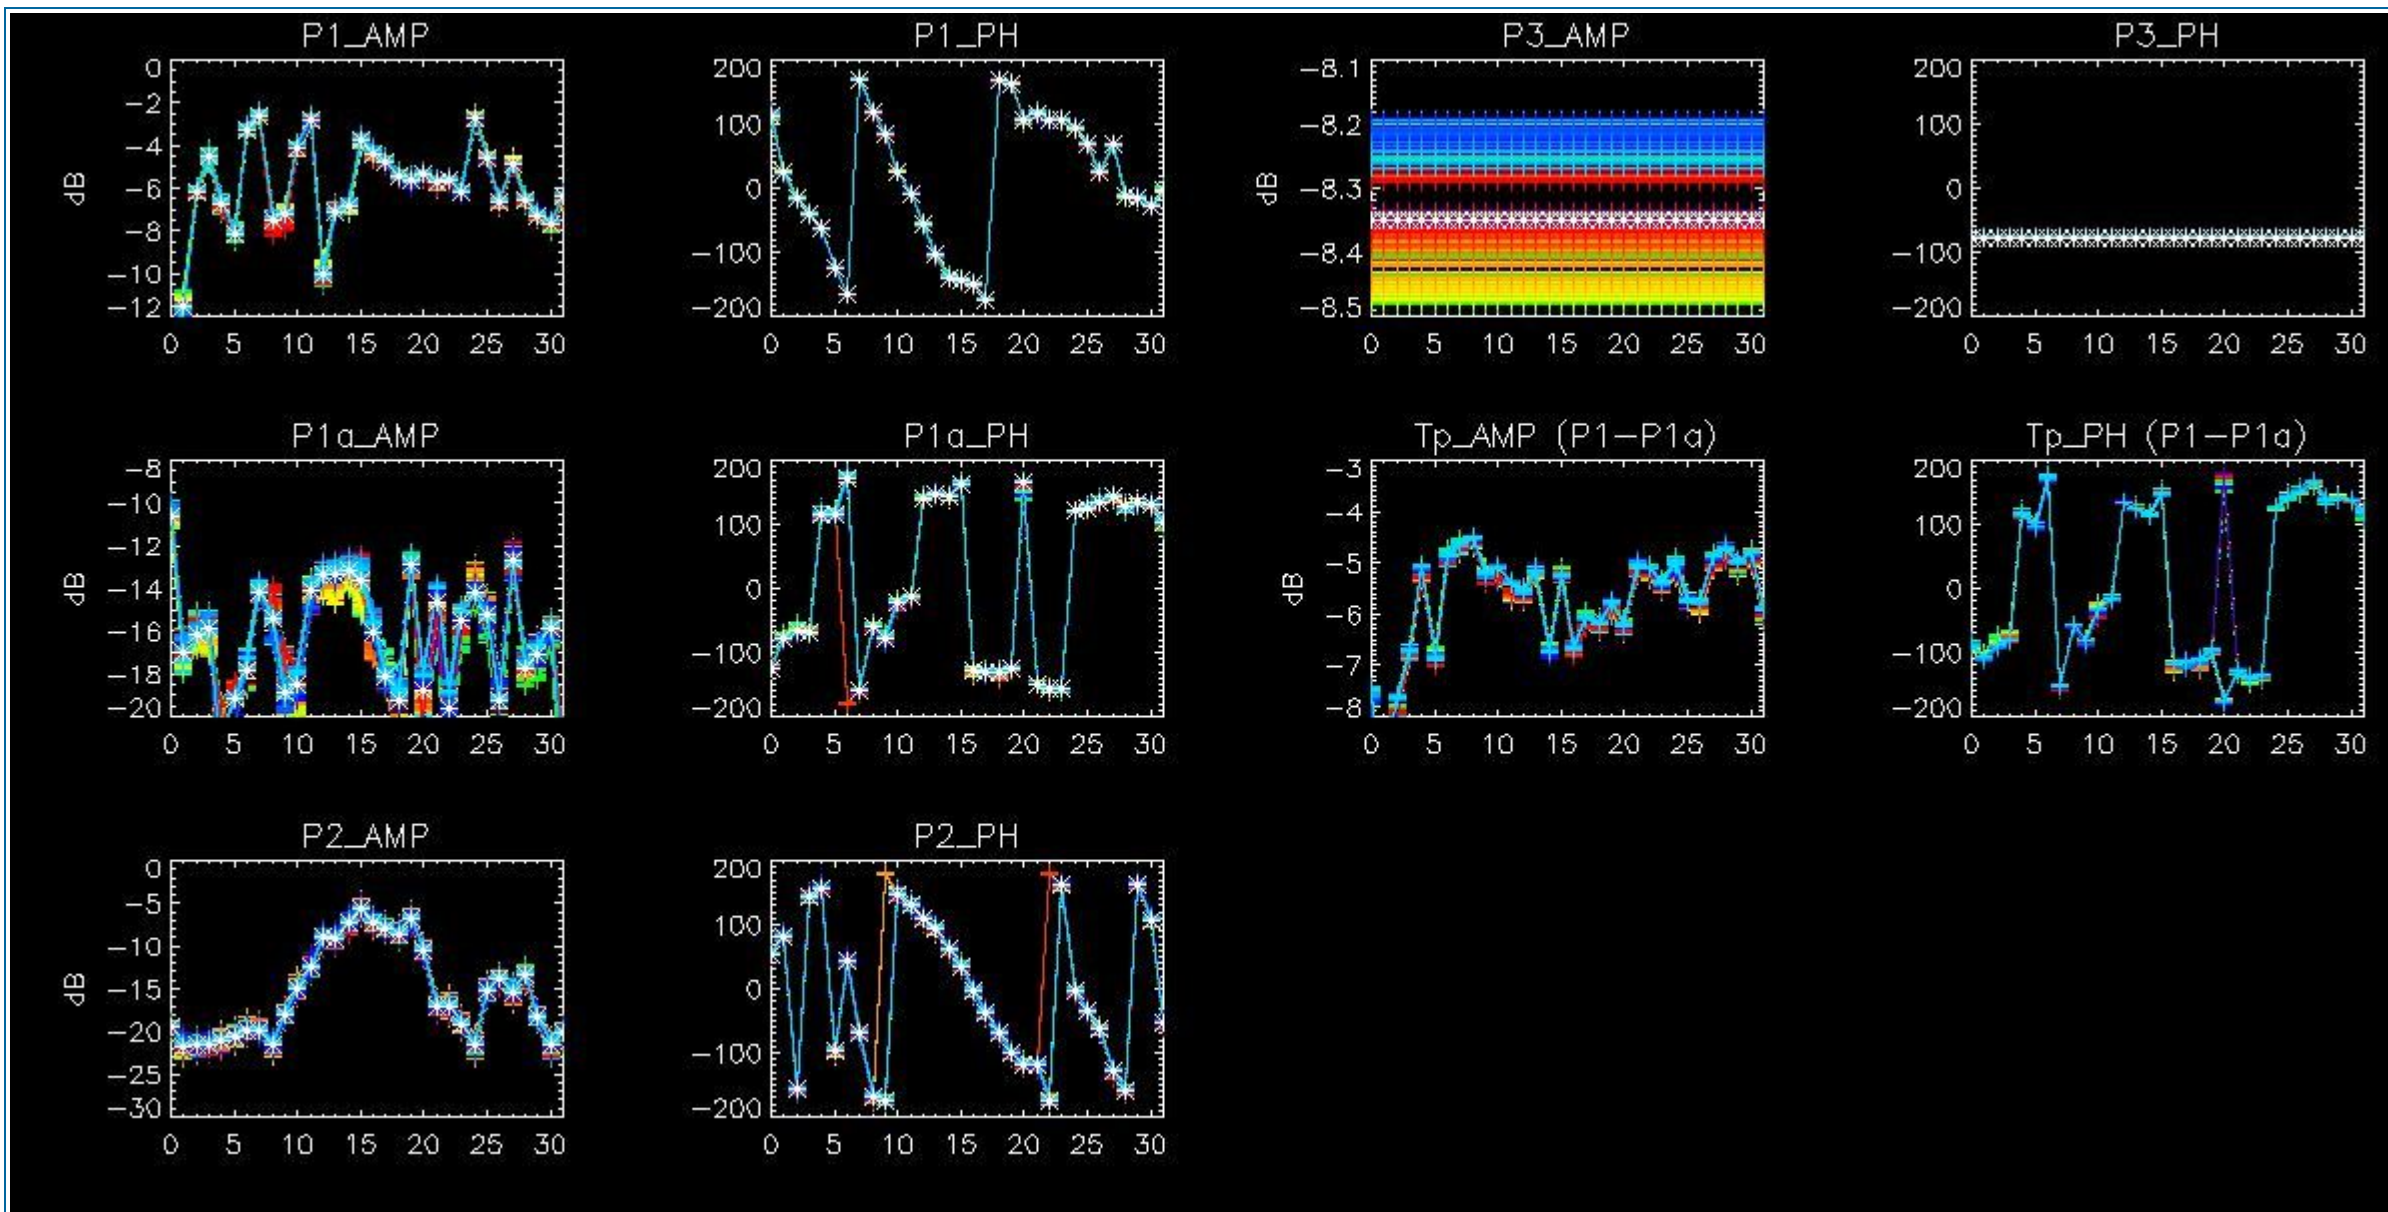 P1_AMP
0
−2
−4
−6
−8
−10
−12
dB
0 5 10 15 20 25 30
P1_PH
200
100
0
−100
−200
0 5 10 15 20 25 30
P3_AMP
−8.1
−8.2
−8.3
−8.4
−8.5
dB
0 5 10 15 20 25 30
P3_PH
200
100
0
−100
−200
0 5 10 15 20 25 30
P1a_AMP
−8
−10
−12
−14
−16
−18
−20
dB
0 5 10 15 20 25 30
P1a_PH
200
100
0
−100
−200
0 5 10 15 20 25 30
Tp_AMP (P1−P1a)
−3
−4
−5
−6
−7
−8
dB
0 5 10 15 20 25 30
Tp_PH (P1−P1a)
200
100
0
−100
−200
0 5 10 15 20 25 30
P2_AMP
0
−5
−10
−15
−20
−25
−30
dB
0 5 10 15 20 25 30
P2_PH
200
100
0
−100
−200
0 5 10 15 20 25 30